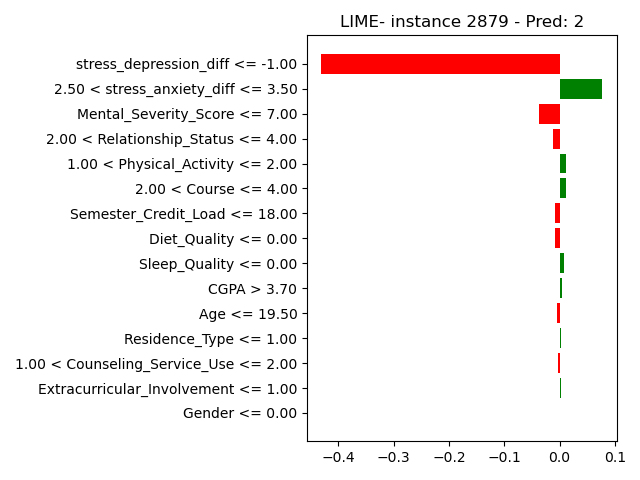 LIME- instance 2879 - Pred: 2
stress_depression_diff <= -1.00
2.50 < stress_anxiety_diff <= 3.50
Mental_Severity_Score <= 7.00
2.00 < Relationship_Status <= 4.00
1.00 < Physical_Activity <= 2.00
2.00 < Course <= 4.00
Semester_Credit_Load <= 18.00
Diet_Quality <= 0.00
Sleep_Quality <= 0.00
CGPA > 3.70
Age <= 19.50
Residence_Type <= 1.00
1.00 < Counseling_Service_Use <= 2.00
Extracurricular_Involvement <= 1.00
Gender <= 0.00
−0.4 −0.3 −0.2 −0.1 0.0 0.1